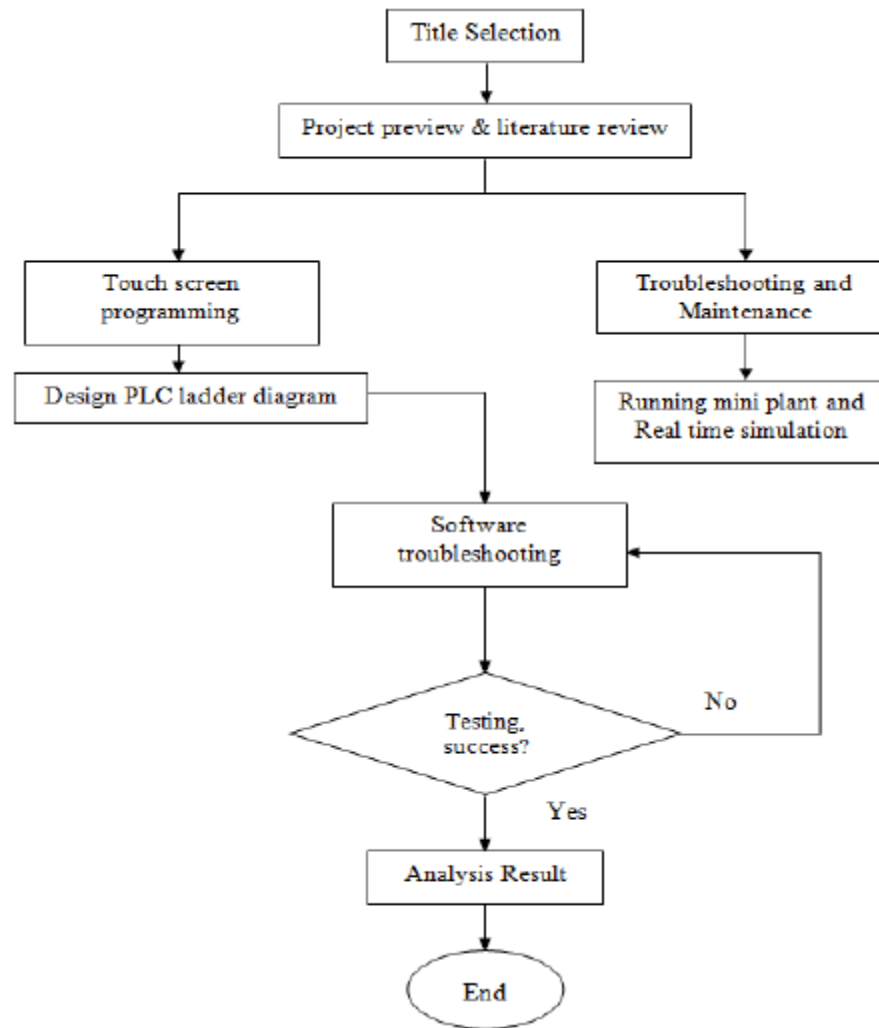 Title Selection
Project preview & literature review
Touch screen
programming
Troubleshooting and
Maintenance
Design PLC ladder diagram
Running mini plant and
Real time simulation
Software
troubleshooting
No
Testing,
success?
Yes
Analysis Result
End